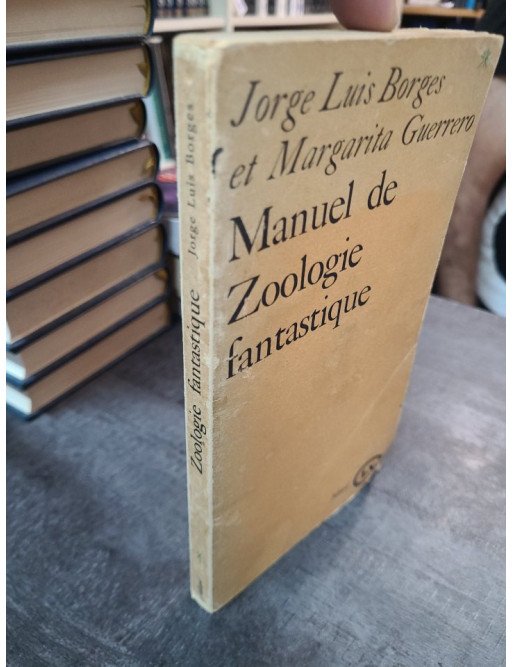 Jorge Luis Borges
et Margarita Guerrero
Manuel de
Zoologie
fantastique
Zoologie fantastique Jorge Luis Borges